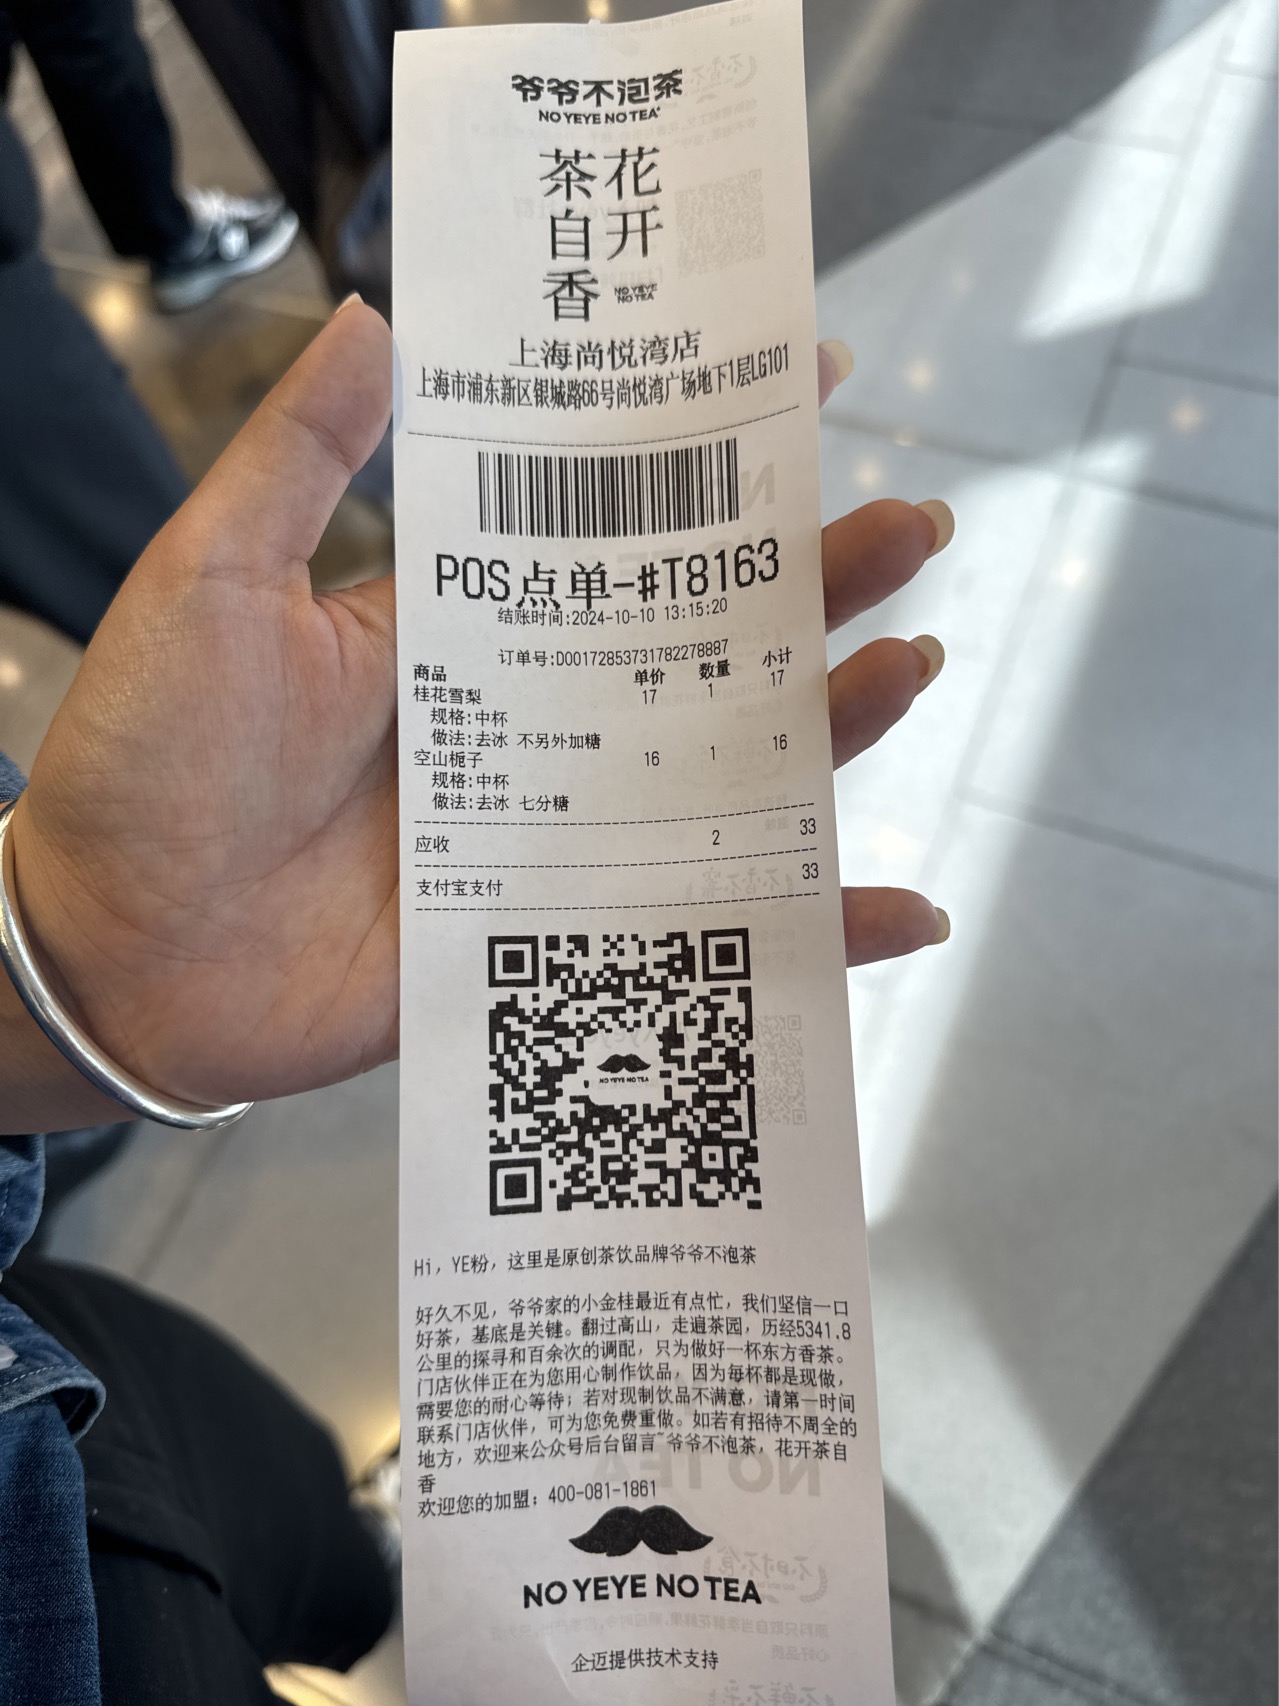 爷爷不泡茶
NO YEYE NO TEA
茶花
自开
香 NO YEYE NO TEA
上海尚悦湾店
上海市浦东新区银城路66号尚悦湾广场地下1层LG101
POS点单-#T8163
结账时间:2024-10-10 13:15:20
订单号:D00172853731782278887
商品 单价 数量 小计
桂花雪梨 17 1 17
规格:中杯
做法:去冰 不另外加糖
空山栀子 16 1 16
规格:中杯
做法:去冰 七分糖
应收 2 33
支付宝支付 33
NO YEYE NO TEA
Hi, YE粉, 这里是原创茶饮品牌爷爷不泡茶
好久不见, 爷爷家的小金桂最近有点忙, 我们坚信一口
好茶, 基底是关键。翻过高山, 走遍茶园, 历经5341.8
公里的探寻和百余次的调配, 只为做好一杯东方香茶。
门店伙伴正在为您用心制作饮品, 因为每杯都是现做,
需要您的耐心等待; 若对现制饮品不满意, 请第一时间
联系门店伙伴, 可为您免费重做。如若有招待不周全的
地方, 欢迎来公众号后台留言~爷爷不泡茶, 花开茶自
香
欢迎您的加盟: 400-081-1861
NO YEYE NO TEA
企迈提供技术支持